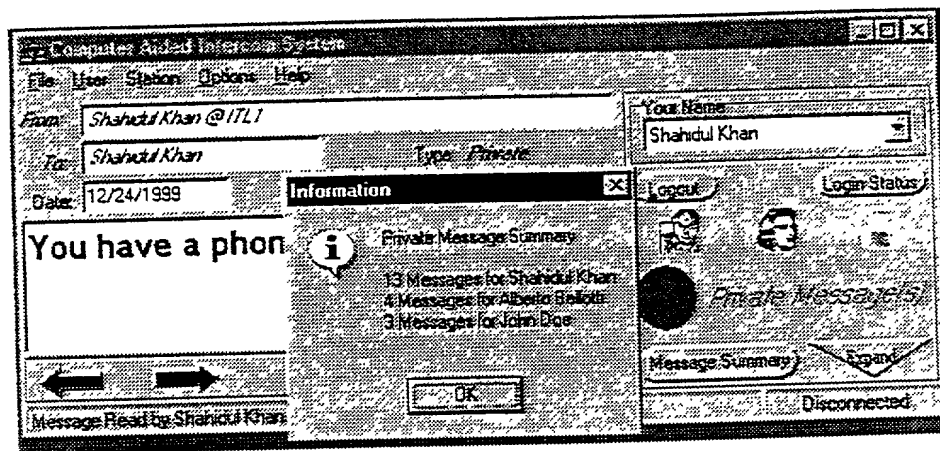 Computer Aided Intercom System
File User Station Options Help
From: Shahidul Khan @ ITL1
To: Shahidul Khan
Type: Private
Date: 12/24/1999
You have a phon
Message Read by Shahidul Khan
Information
Private Message Summary
13 Messages for Shahidul Khan
4 Messages for Alberto Belloth
3 Messages for John Doe
OK
Your Name
Shahidul Khan
Logout
Login Status
Private Message(s)
Message Summary
Expand
Disconnected